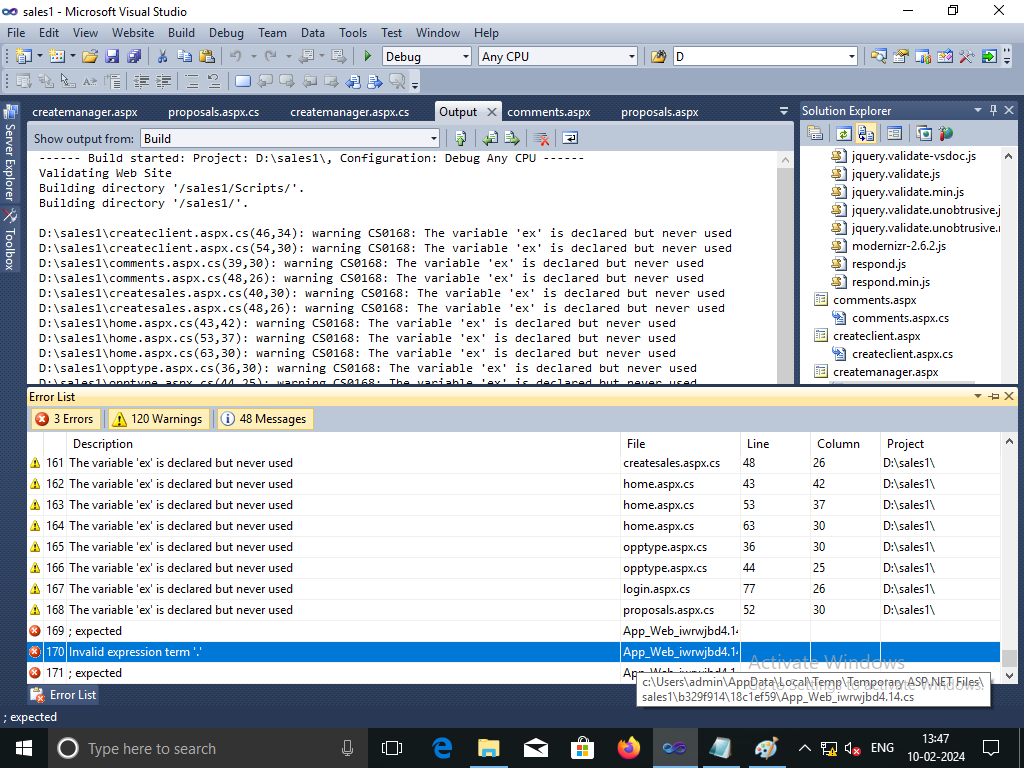 sales1 - Microsoft Visual Studio
File Edit View Website Build Debug Team Data Tools Test Window Help
Debug Any CPU D
createmanager.aspx proposals.aspx.cs createmanager.aspx.cs Output comments.aspx proposals.aspx
Show output from: Build
------ Build started: Project: D:\sales1\, Configuration: Debug Any CPU ------
Validating Web Site
Building directory '/sales1/Scripts/'.
Building directory '/sales1/'.
D:\sales1\createclient.aspx.cs(46,34): warning CS0168: The variable 'ex' is declared but never used
D:\sales1\createclient.aspx.cs(54,30): warning CS0168: The variable 'ex' is declared but never used
D:\sales1\comments.aspx.cs(39,30): warning CS0168: The variable 'ex' is declared but never used
D:\sales1\comments.aspx.cs(48,26): warning CS0168: The variable 'ex' is declared but never used
D:\sales1\createsales.aspx.cs(40,30): warning CS0168: The variable 'ex' is declared but never used
D:\sales1\createsales.aspx.cs(48,26): warning CS0168: The variable 'ex' is declared but never used
D:\sales1\home.aspx.cs(43,42): warning CS0168: The variable 'ex' is declared but never used
D:\sales1\home.aspx.cs(53,37): warning CS0168: The variable 'ex' is declared but never used
D:\sales1\home.aspx.cs(63,30): warning CS0168: The variable 'ex' is declared but never used
D:\sales1\opptype.aspx.cs(36,30): warning CS0168: The variable 'ex' is declared but never used
D:\sales1\opptype.aspx.cs(44,25): warning CS0168: The variable 'ex' is declared but never used
Server Explorer
Toolbox
Solution Explorer
jquery.validate-vsdoc.js
jquery.validate.js
jquery.validate.min.js
jquery.validate.unobtrusive.j
jquery.validate.unobtrusive.
modernizr-2.6.2.js
respond.js
respond.min.js
comments.aspx
comments.aspx.cs
createclient.aspx
createclient.aspx.cs
createmanager.aspx
Error List
3 Errors 120 Warnings 48 Messages
Description File Line Column Project
161 The variable 'ex' is declared but never used createsales.aspx.cs 48 26 D:\sales1\
162 The variable 'ex' is declared but never used home.aspx.cs 43 42 D:\sales1\
163 The variable 'ex' is declared but never used home.aspx.cs 53 37 D:\sales1\
164 The variable 'ex' is declared but never used home.aspx.cs 63 30 D:\sales1\
165 The variable 'ex' is declared but never used opptype.aspx.cs 36 30 D:\sales1\
166 The variable 'ex' is declared but never used opptype.aspx.cs 44 25 D:\sales1\
167 The variable 'ex' is declared but never used login.aspx.cs 77 26 D:\sales1\
168 The variable 'ex' is declared but never used proposals.aspx.cs 52 30 D:\sales1\
169 ; expected App_Web_iwrwjbd4.14
170 Invalid expression term '.' App_Web_iwrwjbd4.14
171 ; expected Ap
Activate Windows
Go to Settings to activate Windows.
c:\Users\admin\AppData\Local\Temp\Temporary ASP.NET Files\
sales1\b329f914\18c1ef59\App_Web_iwrwjbd4.14.cs
Error List
; expected
Type here to search
ENG
13:47
10-02-2024